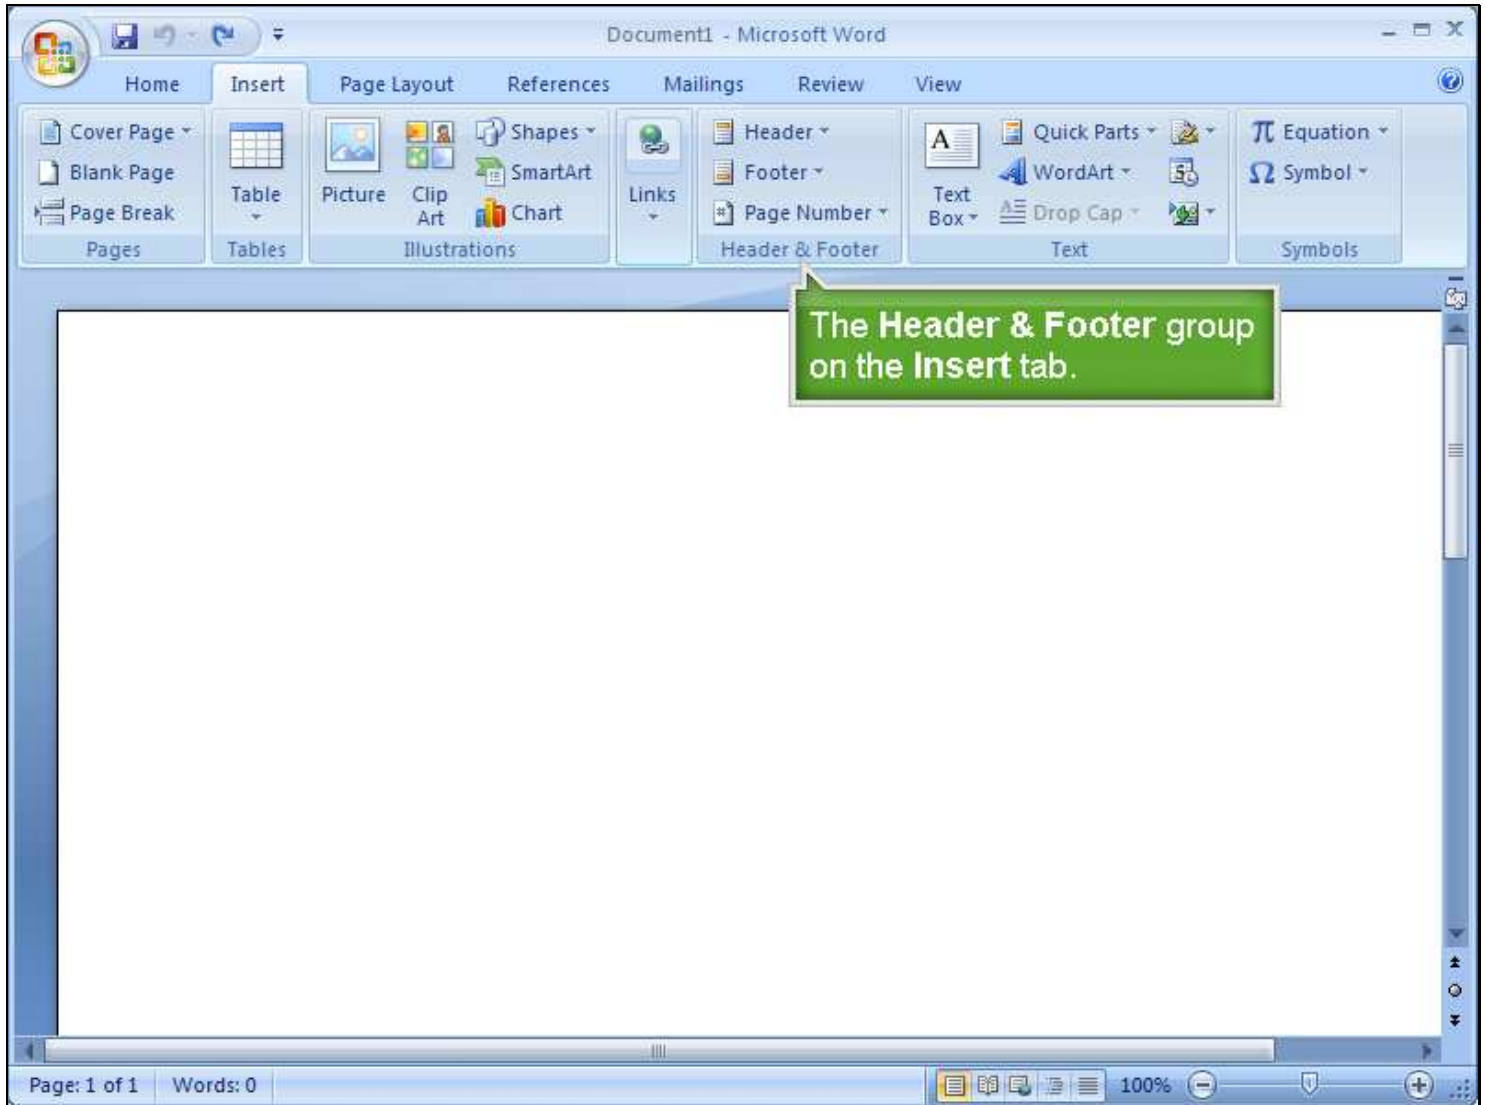 Document1 - Microsoft Word
Home Insert Page Layout References Mailings Review View
Cover Page
Blank Page
Page Break
Pages
Table
Tables
Picture
Clip
Art
Shapes
SmartArt
Chart
Illustrations
Links
Header
Footer
Page Number
Header & Footer
A
Text
Box
Quick Parts
WordArt
Drop Cap
Text
π Equation
Ω Symbol
Symbols
The Header & Footer group
on the Insert tab.
Page: 1 of 1 Words: 0 100%